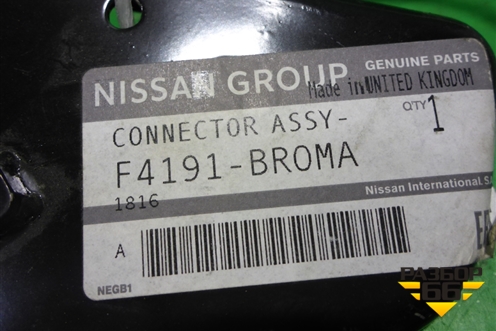 NISSAN GROUP GENUINE PARTS
Made in UNITED KINGDOM
CONNECTOR ASSY- QTY 1
F4191-BROMA
1816
Nissan International
A
NEGB1
РАЗБОР
66